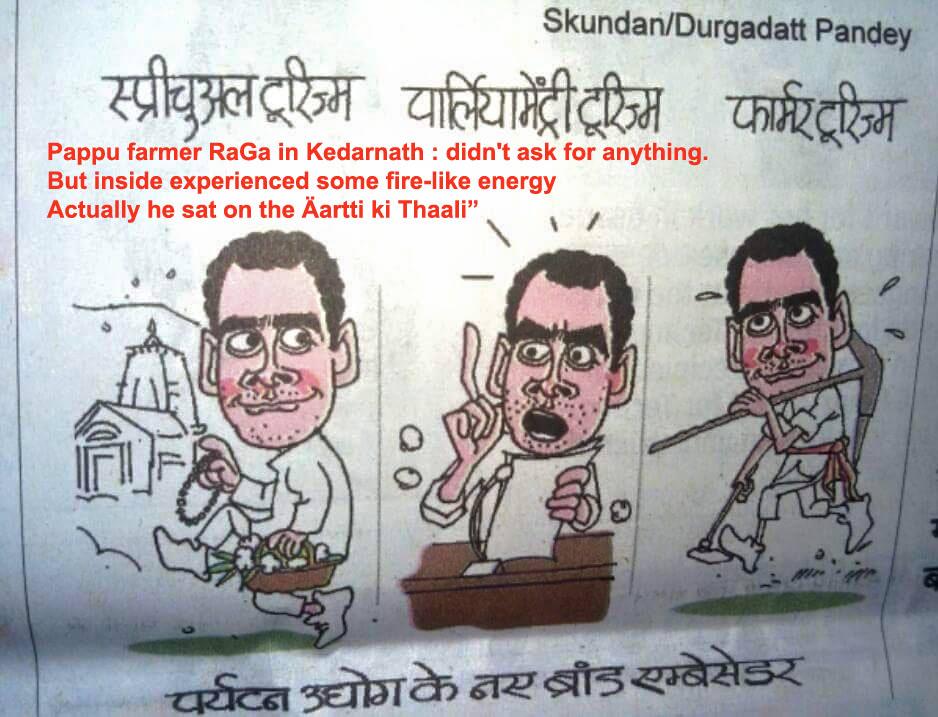 Skundan/Durgadatt Pandey
स्प्रीचुअल टूरिज्म पार्लियामेंट्री टूरिज्म फार्मर टूरिज्म
Pappu farmer RaGa in Kedarnath : didn't ask for anything.
But inside experienced some fire-like energy
Actually he sat on the Äartti ki Thaali”
पर्यटन उद्योग के नए ब्रांड एम्बेसेडर